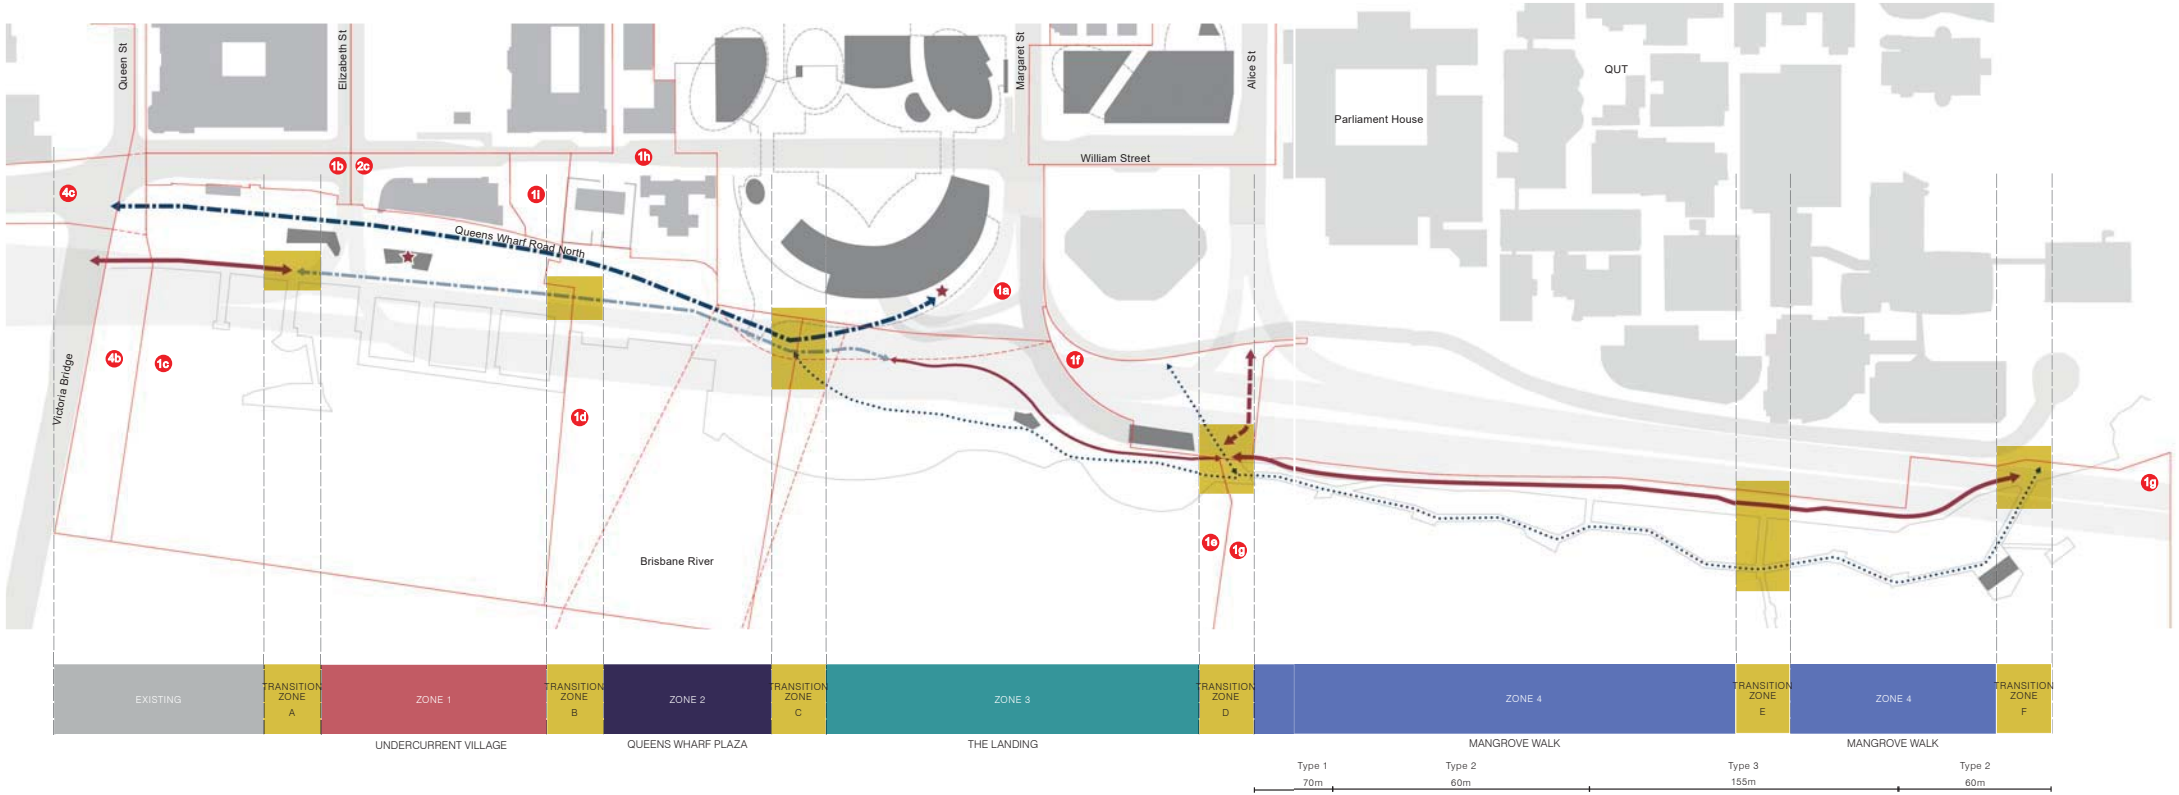 Queen St
Elizabeth St
Margaret St
Alice St
QUT
Parliament House
William Street
1h
1b
2c
4c
1i
Queens Wharf Road North
1a
4b
1c
1f
Victoria Bridge
1d
1g
1e
1g
Brisbane River
EXISTING
TRANSITION
ZONE
A
ZONE 1
TRANSITION
ZONE
B
ZONE 2
TRANSITION
ZONE
C
ZONE 3
TRANSITION
ZONE
D
ZONE 4
TRANSITION
ZONE
E
ZONE 4
TRANSITION
ZONE
F
UNDERCURRENT VILLAGE
QUEENS WHARF PLAZA
THE LANDING
MANGROVE WALK
MANGROVE WALK
Type 1
70m
Type 2
60m
Type 3
155m
Type 2
60m